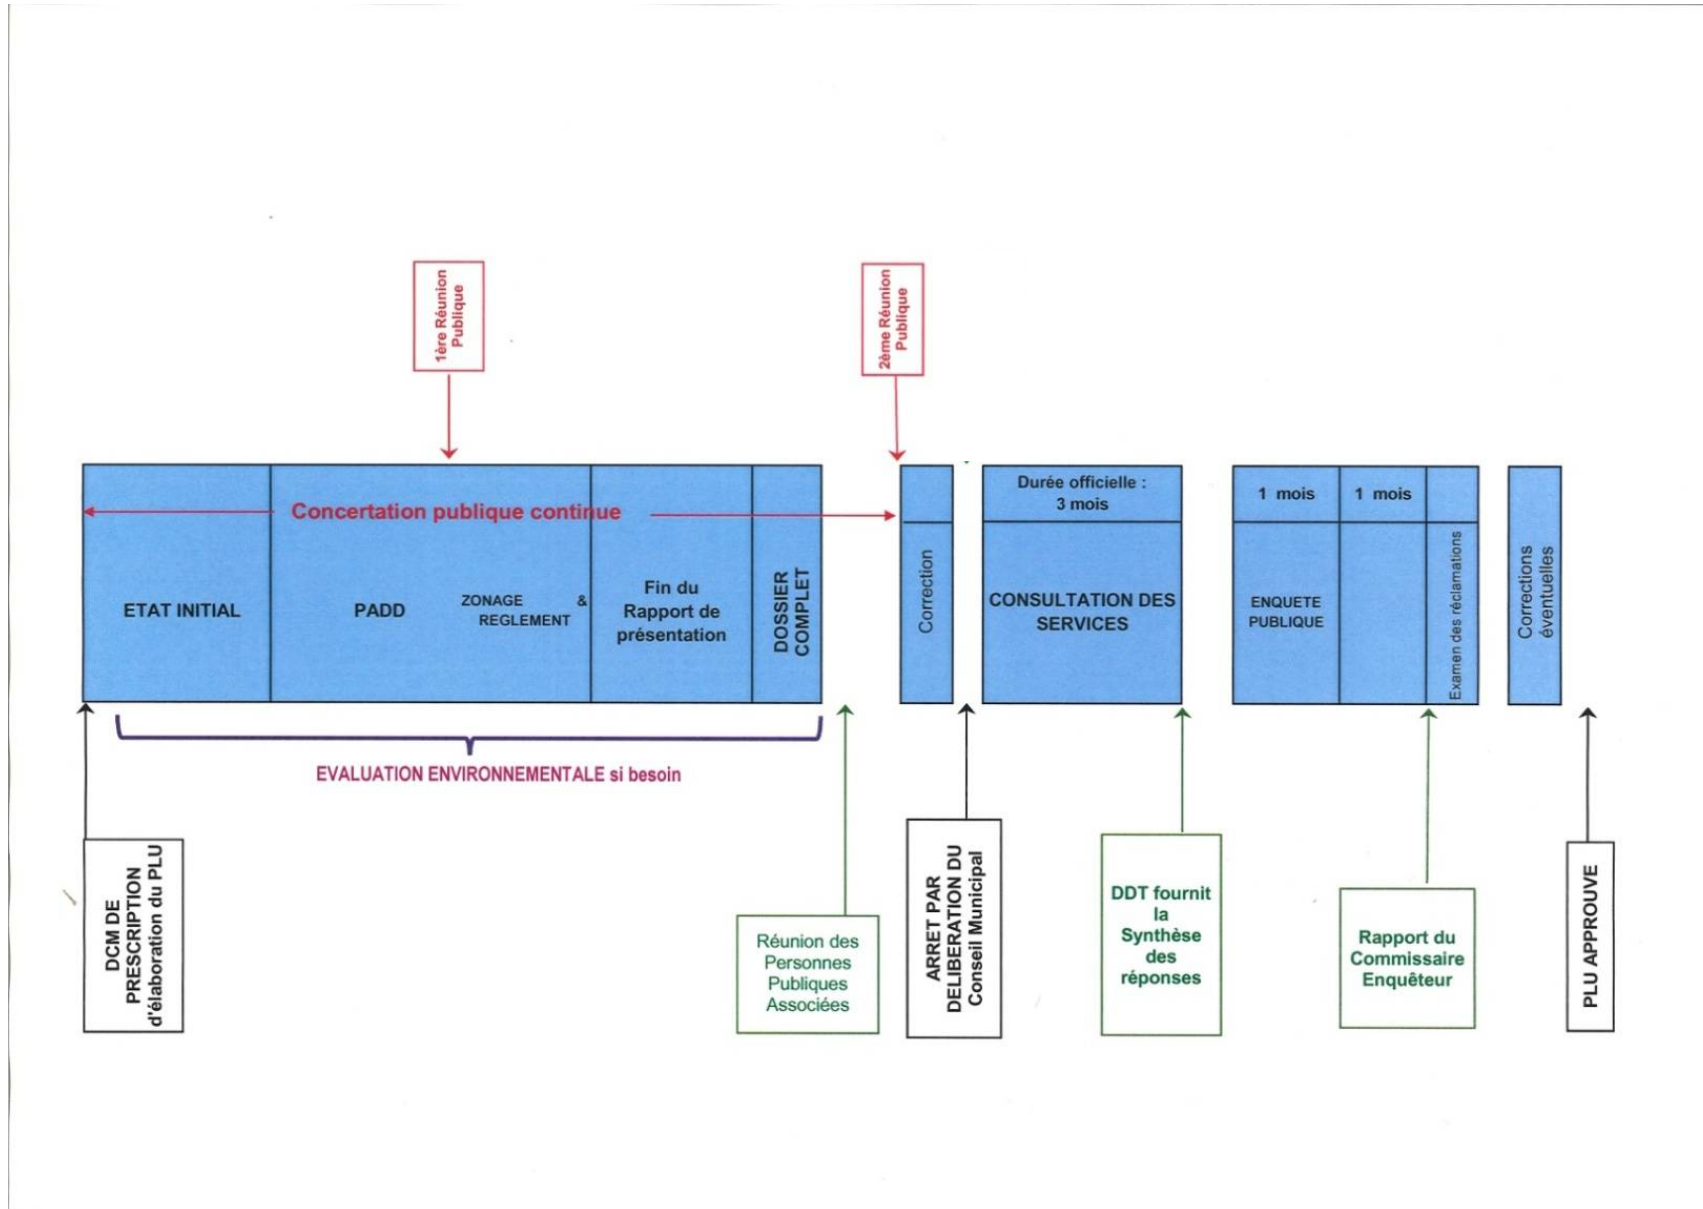 1ère Réunion
Publique
2ème Réunion
Publique
Concertation publique continue
ETAT INITIAL
PADD
ZONAGE &
REGLEMENT
Fin du
Rapport de
présentation
DOSSIER
COMPLET
Correction
Durée officielle :
3 mois
CONSULTATION DES
SERVICES
1 mois
1 mois
ENQUETE
PUBLIQUE
Examen des réclamations
Corrections
éventuelles
EVALUATION ENVIRONNEMENTALE si besoin
DCM DE
PRESCRIPTION
d'élaboration du PLU
Réunion des
Personnes
Publiques
Associées
ARRET PAR
DELIBERATION DU
Conseil Municipal
DDT fournit
la
Synthèse
des
réponses
Rapport du
Commissaire
Enquêteur
PLU APPROUVE